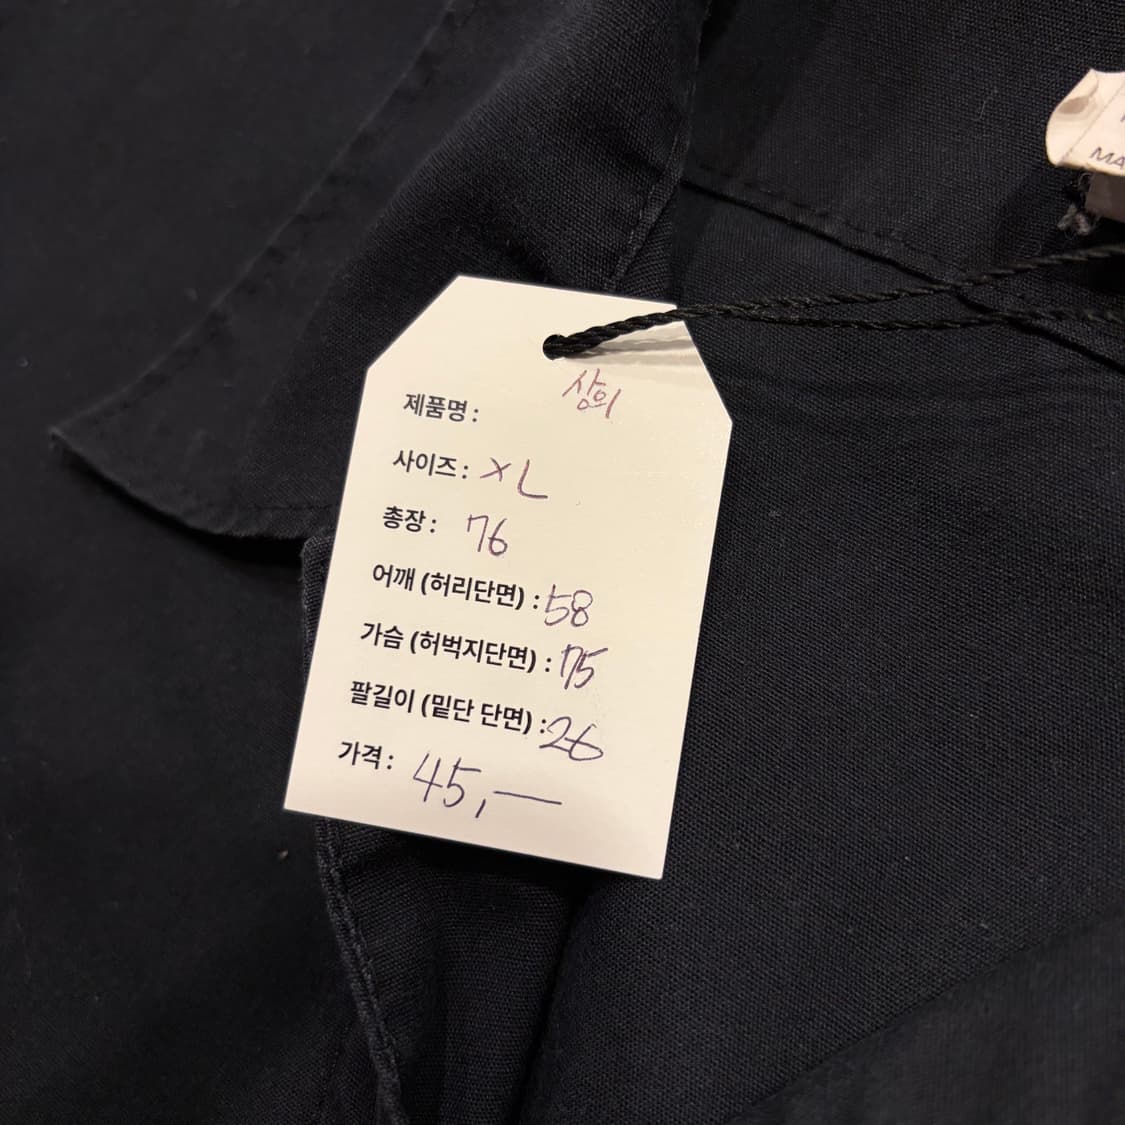 상의
제품명 :
사이즈 : XL
총장 : 76
어깨 (허리단면) : 58
가슴 (허벅지단면) : 75
팔길이 (밑단 단면) : 26
가격 : 45,—
MA